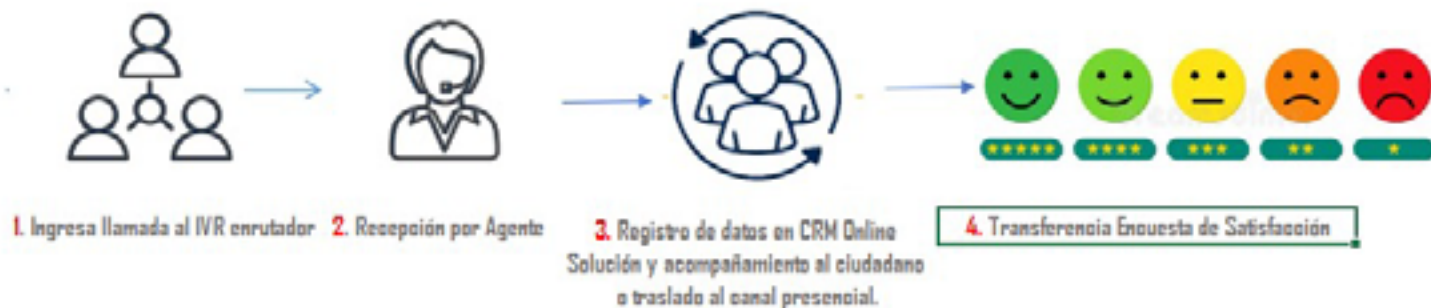 1. Ingresa llamada al IVR enrutador
2. Recepción por Agente
3. Registro de datos en CRM Online
Solución y acompañamiento al ciudadano
o traslado al canal presencial.
4. Transferencia Encuesta de Satisfacción